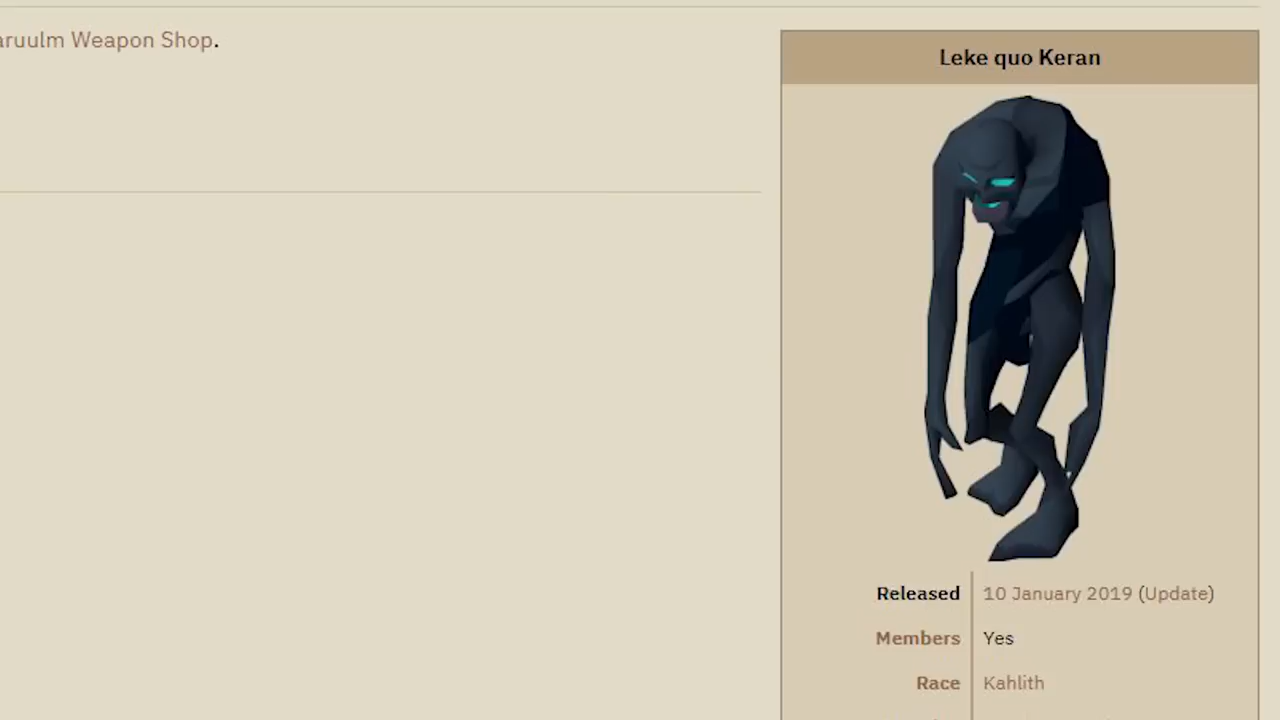 aruulm Weapon Shop.
Leke quo Keran
Released 10 January 2019 (Update)
Members Yes
Race Kahlith